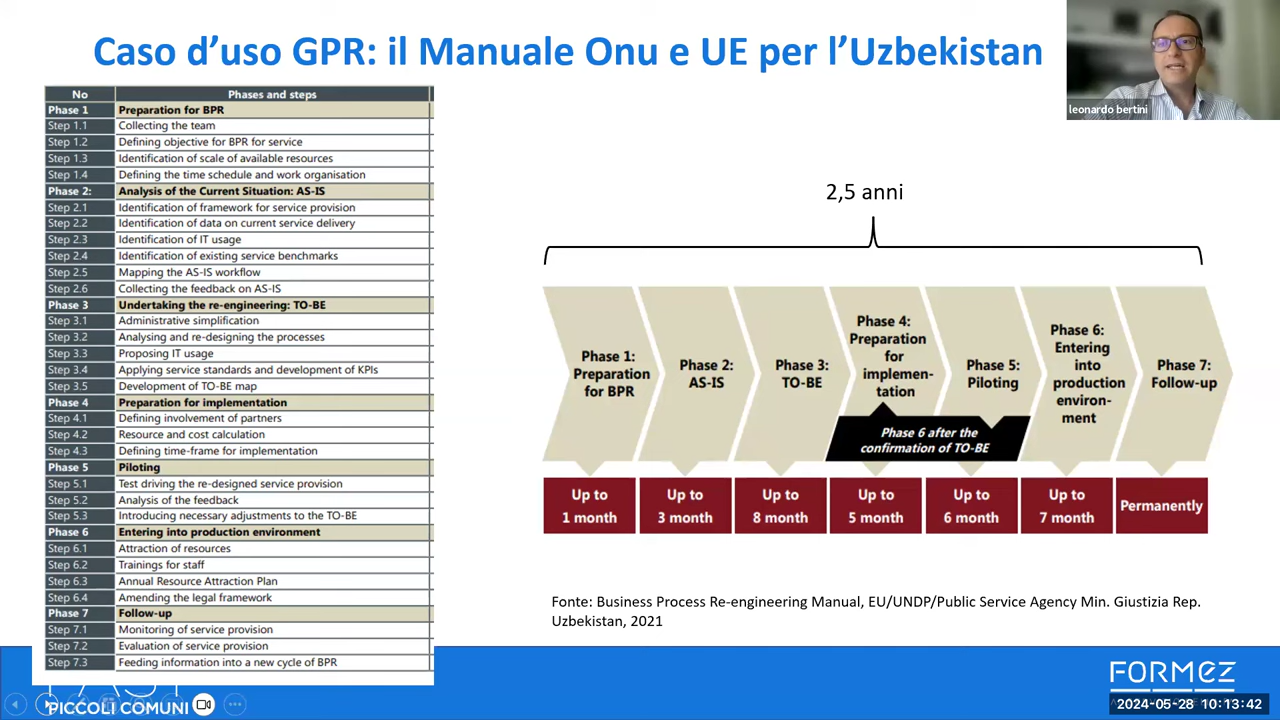 Caso d’uso GPR: il Manuale Onu e UE per l’Uzbekistan
leonardo bertini
No Phases and steps
Phase 1 Preparation for BPR
Step 1.1 Collecting the team
Step 1.2 Defining objective for BPR for service
Step 1.3 Identification of scale of available resources
Step 1.4 Defining the time schedule and work organisation
Phase 2: Analysis of the Current Situation: AS-IS
Step 2.1 Identification of framework for service provision
Step 2.2 Identification of data on current service delivery
Step 2.3 Identification of IT usage
Step 2.4 Identification of existing service benchmarks
Step 2.5 Mapping the AS-IS workflow
Step 2.6 Collecting the feedback on AS-IS
Phase 3 Undertaking the re-engineering: TO-BE
Step 3.1 Administrative simplification
Step 3.2 Analysing and re-designing the processes
Step 3.3 Proposing IT usage
Step 3.4 Applying service standards and development of KPIs
Step 3.5 Development of TO-BE map
Phase 4 Preparation for implementation
Step 4.1 Defining involvement of partners
Step 4.2 Resource and cost calculation
Step 4.3 Defining time-frame for implementation
Phase 5 Piloting
Step 5.1 Test driving the re-designed service provision
Step 5.2 Analysis of the feedback
Step 5.3 Introducing necessary adjustments to the TO-BE
Phase 6 Entering into production environment
Step 6.1 Attraction of resources
Step 6.2 Trainings for staff
Step 6.3 Annual Resource Attraction Plan
Step 6.4 Amending the legal framework
Phase 7 Follow-up
Step 7.1 Monitoring of service provision
Step 7.2 Evaluation of service provision
Step 7.3 Feeding information into a new cycle of BPR
2,5 anni
Phase 1:
Preparation
for BPR
Phase 2:
AS-IS
Phase 3:
TO-BE
Phase 4:
Preparation
for
implemen-
tation
Phase 5:
Piloting
Phase 6:
Entering
into
production
environ-
ment
Phase 7:
Follow-up
Phase 6 after the
confirmation of TO-BE
Up to
1 month
Up to
3 month
Up to
8 month
Up to
5 month
Up to
6 month
Up to
7 month
Permanently
Fonte: Business Process Re-engineering Manual, EU/UNDP/Public Service Agency Min. Giustizia Rep.
Uzbekistan, 2021
PICCOLI COMUNI
FORMEZ
2024-05-28 10:13:42